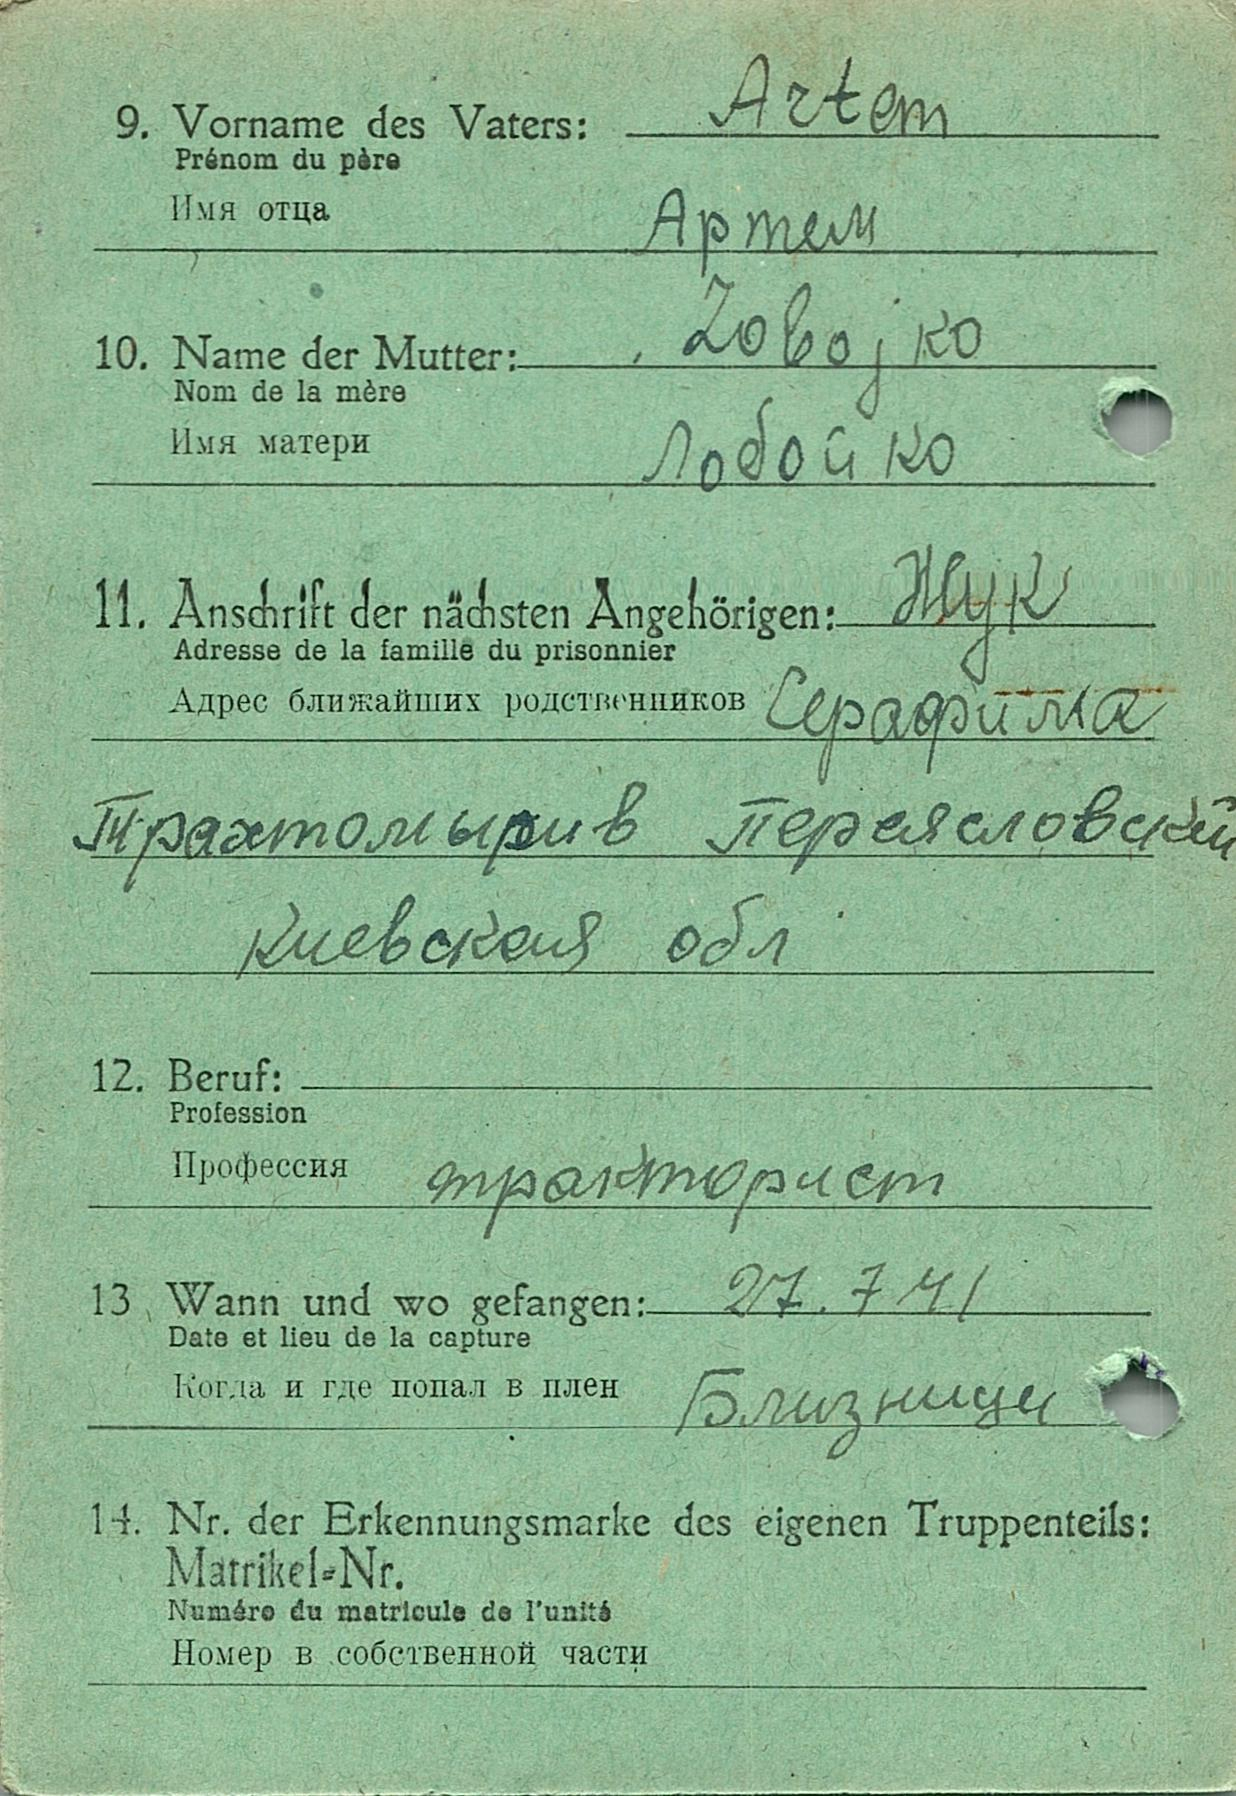 9. Vorname des Vaters: Artem
Prénom du père
Имя отца
Артем
10. Name der Mutter: Lobojko
Nom de la mère
Имя матери
Лобойко
11. Anschrift der nächsten Angehörigen: Жук
Adresse de la famille du prisonnier
Адрес ближайших родственников Серафима
Трахтомырив Переясловский
Киевская обл
12. Beruf:
Profession
Профессия тракторист
13 Wann und wo gefangen: 27.7 41
Date et lieu de la capture
Когда и где попал в плен Близници
14. Nr. der Erkennungsmarke des eigenen Truppenteils:
Matrikel-Nr.
Numéro du matricule de l'unité
Номер в собственной части